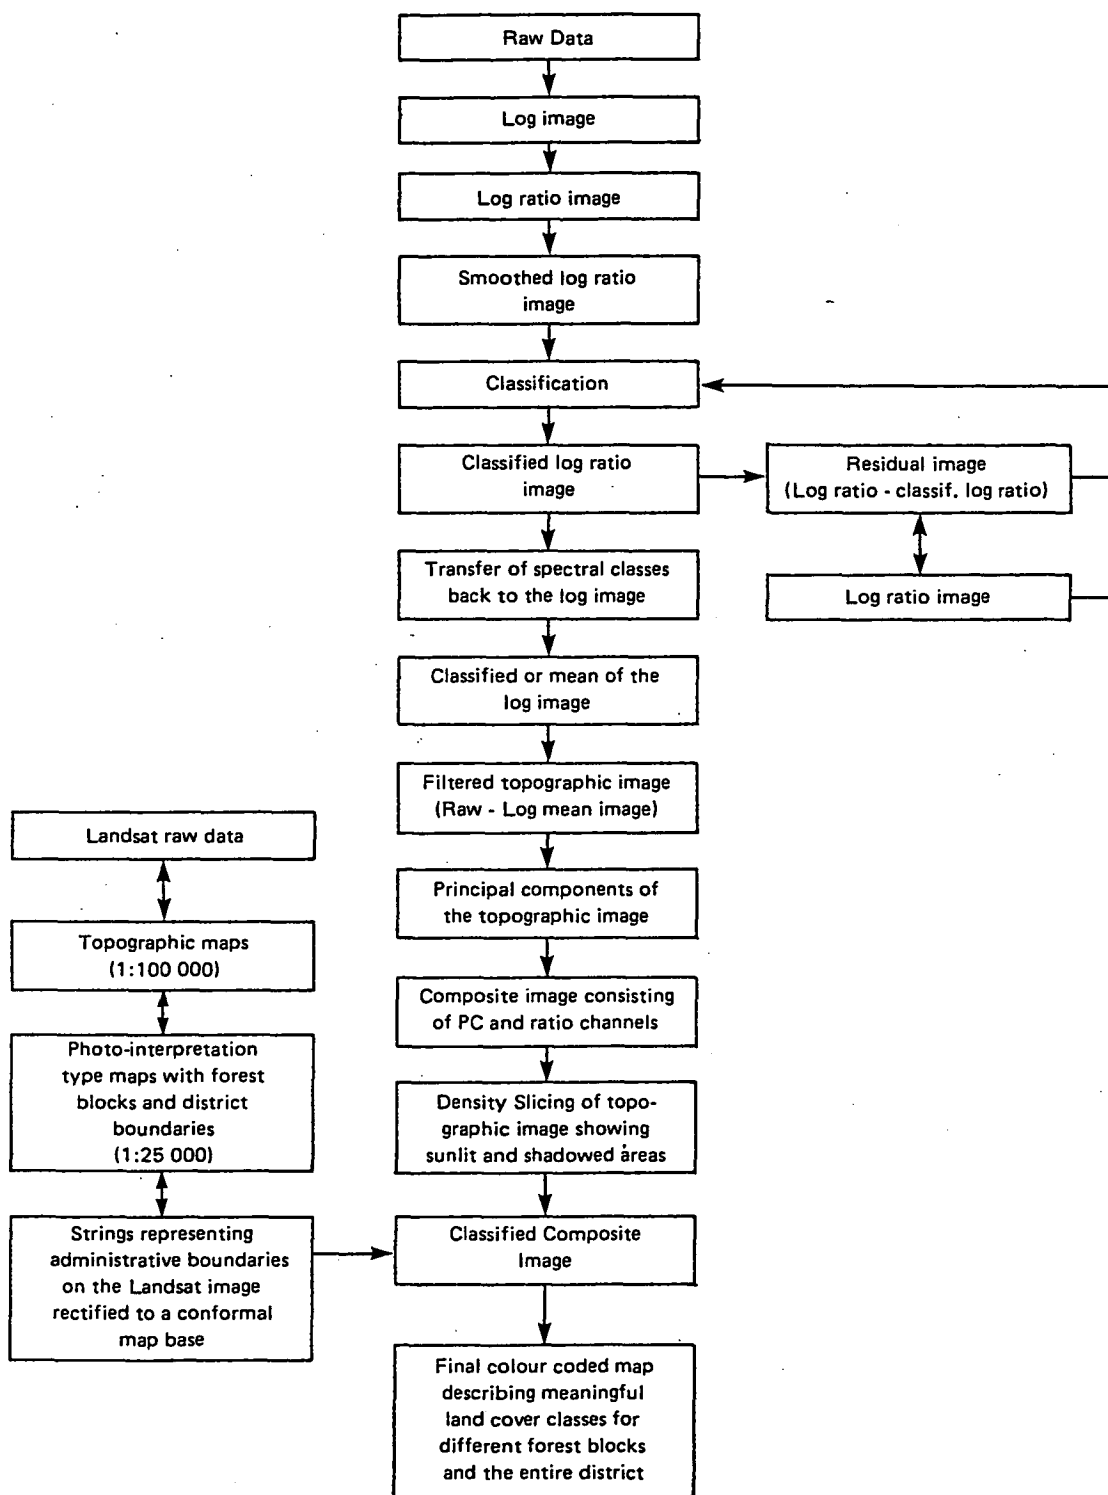 Raw Data
Log image
Log ratio image
Smoothed log ratio
image
Classification
Classified log ratio
image
Residual image
(Log ratio - classif. log ratio)
Log ratio image
Transfer of spectral classes
back to the log image
Classified or mean of the
log image
Filtered topographic image
(Raw - Log mean image)
Principal components of
the topographic image
Composite image consisting
of PC and ratio channels
Density Slicing of topo-
graphic image showing
sunlit and shadowed areas
Landsat raw data
Topographic maps
(1:100 000)
Photo-interpretation
type maps with forest
blocks and district
boundaries
(1:25 000)
Strings representing
administrative boundaries
on the Landsat image
rectified to a conformal
map base
Classified Composite
Image
Final colour coded map
describing meaningful
land cover classes for
different forest blocks
and the entire district